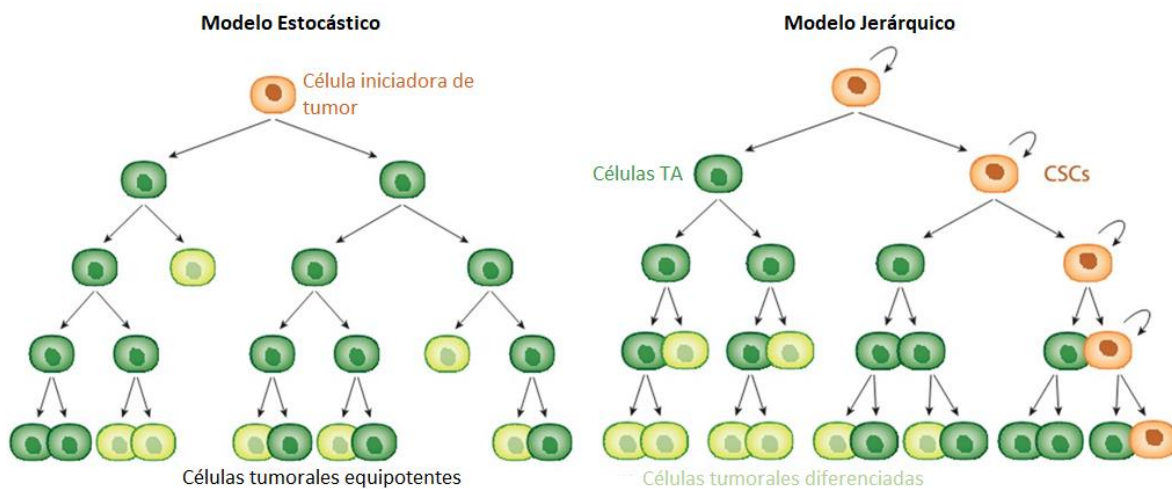 Modelo Estocástico
Modelo Jerárquico
Célula iniciadora de
tumor
Células TA
CSCs
Células tumorales equipotentes
Células tumorales diferenciadas